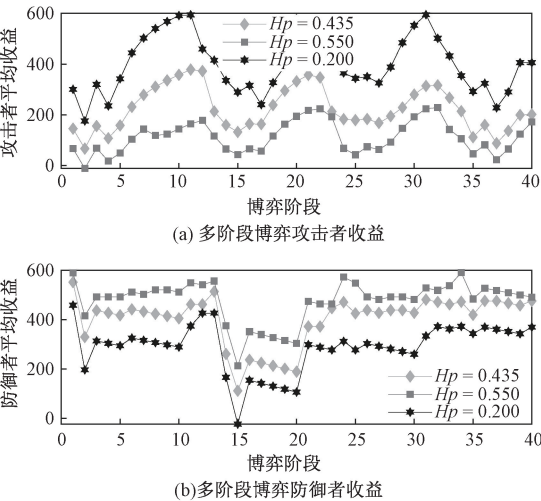 600
400
200
0
攻击者平均收益
Hp = 0.435
Hp = 0.550
Hp = 0.200
0 5 10 15 20 25 30 35 40
博弈阶段
(a) 多阶段博弈攻击者收益
600
400
200
0
防御者平均收益
Hp = 0.435
Hp = 0.550
Hp = 0.200
0 5 10 15 20 25 30 35 40
博弈阶段
(b)多阶段博弈防御者收益